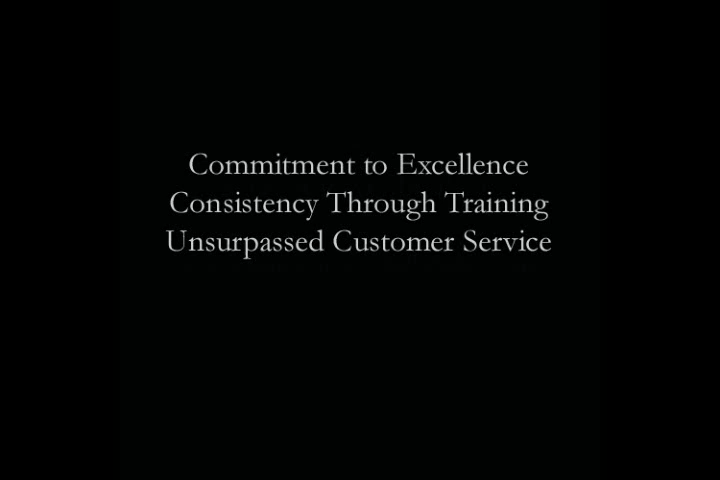 Commitment to Excellence
Consistency Through Training
Unsurpassed Customer Service